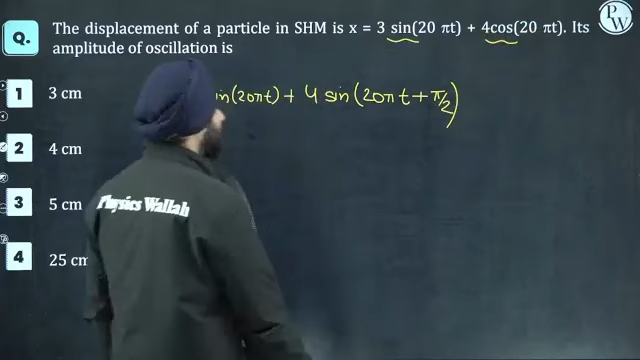 Q. The displacement of a particle in SHM is x = 3 sin(20 πt) + 4cos(20 πt). Its
amplitude of oscillation is
1 3 cm
in(20πt) + 4 sin(20πt + π/2)
2 4 cm
3 5 cm
4 25 cm
Physics Wallah
PW